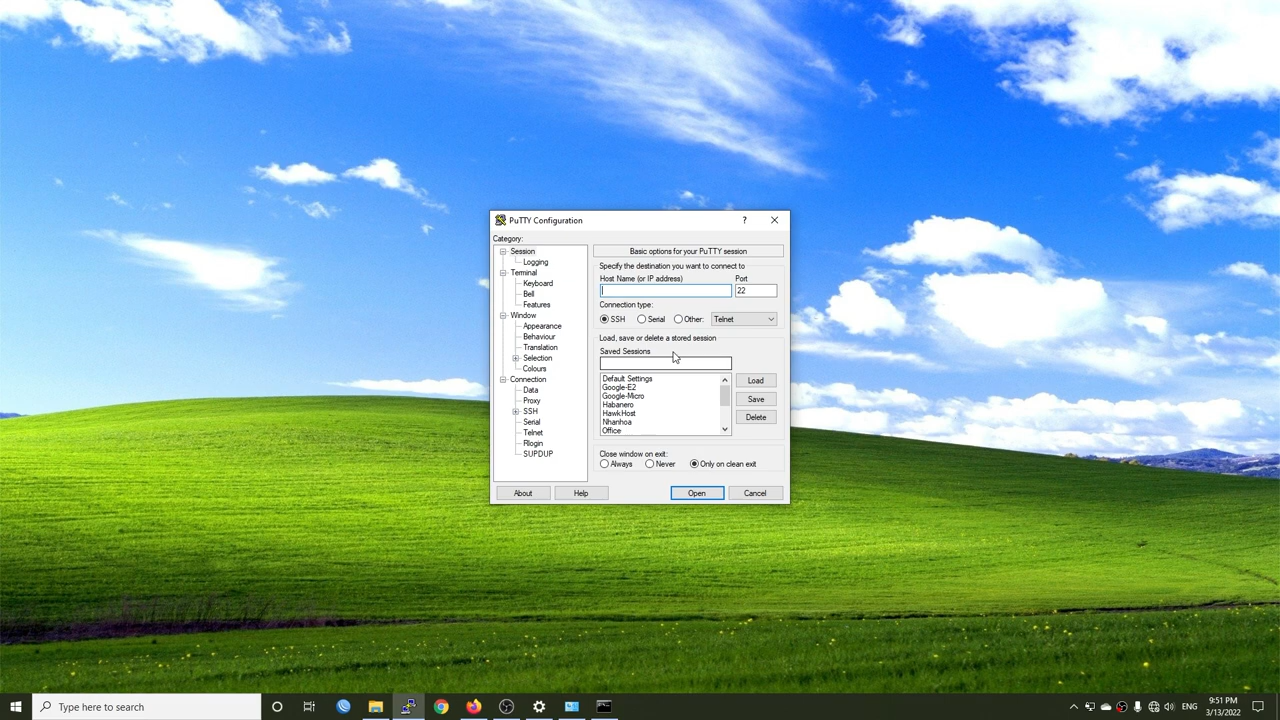 PuTTY Configuration
?
Category:
Session
Logging
Terminal
Keyboard
Bell
Features
Window
Appearance
Behaviour
Translation
Selection
Colours
Connection
Data
Proxy
SSH
Serial
Telnet
Rlogin
SUPDUP
Basic options for your PuTTY session
Specify the destination you want to connect to
Host Name (or IP address) Port
22
Connection type:
SSH Serial Other: Telnet
Load, save or delete a stored session
Saved Sessions
Default Settings
Google-E2
Google-Micro
Habanero
HawkHost
Nhanhoa
Office
Load
Save
Delete
Close window on exit:
Always Never Only on clean exit
About Help Open Cancel
Type here to search
ENG
9:51 PM
3/13/2022